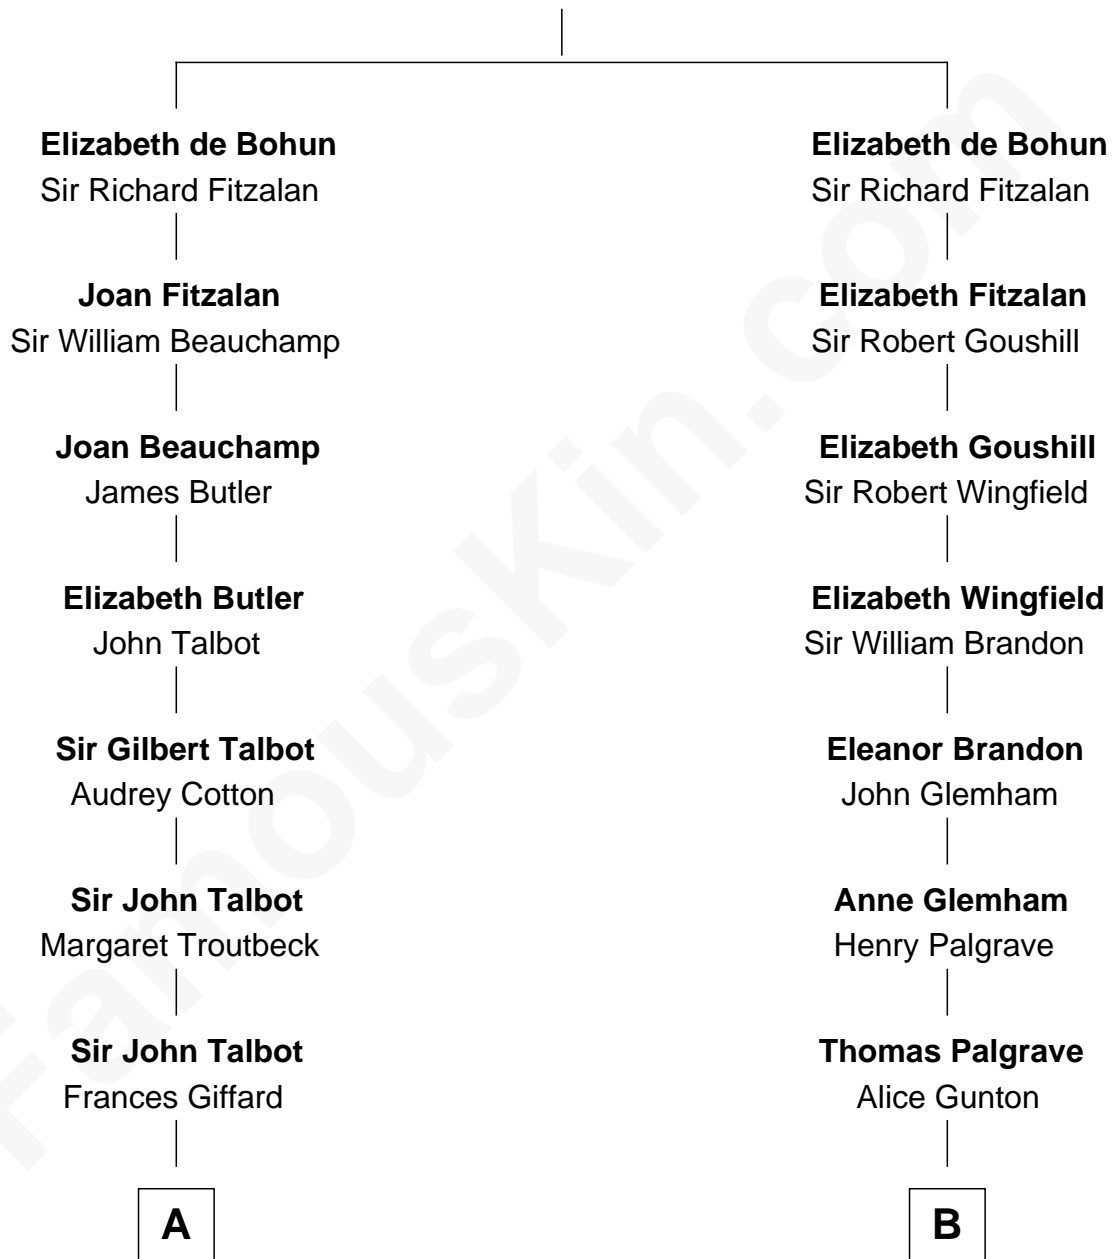 Elizabeth de Bohun
Sir Richard Fitzalan
Joan Fitzalan
Sir William Beauchamp
Joan Beauchamp
James Butler
Elizabeth Butler
John Talbot
Sir Gilbert Talbot
Audrey Cotton
Sir John Talbot
Margaret Troutbeck
Sir John Talbot
Frances Giffard
A
Elizabeth de Bohun
Sir Richard Fitzalan
Elizabeth Fitzalan
Sir Robert Goushill
Elizabeth Goushill
Sir Robert Wingfield
Elizabeth Wingfield
Sir William Brandon
Eleanor Brandon
John Glemham
Anne Glemham
Henry Palgrave
Thomas Palgrave
Alice Gunton
B
FamousKin.com